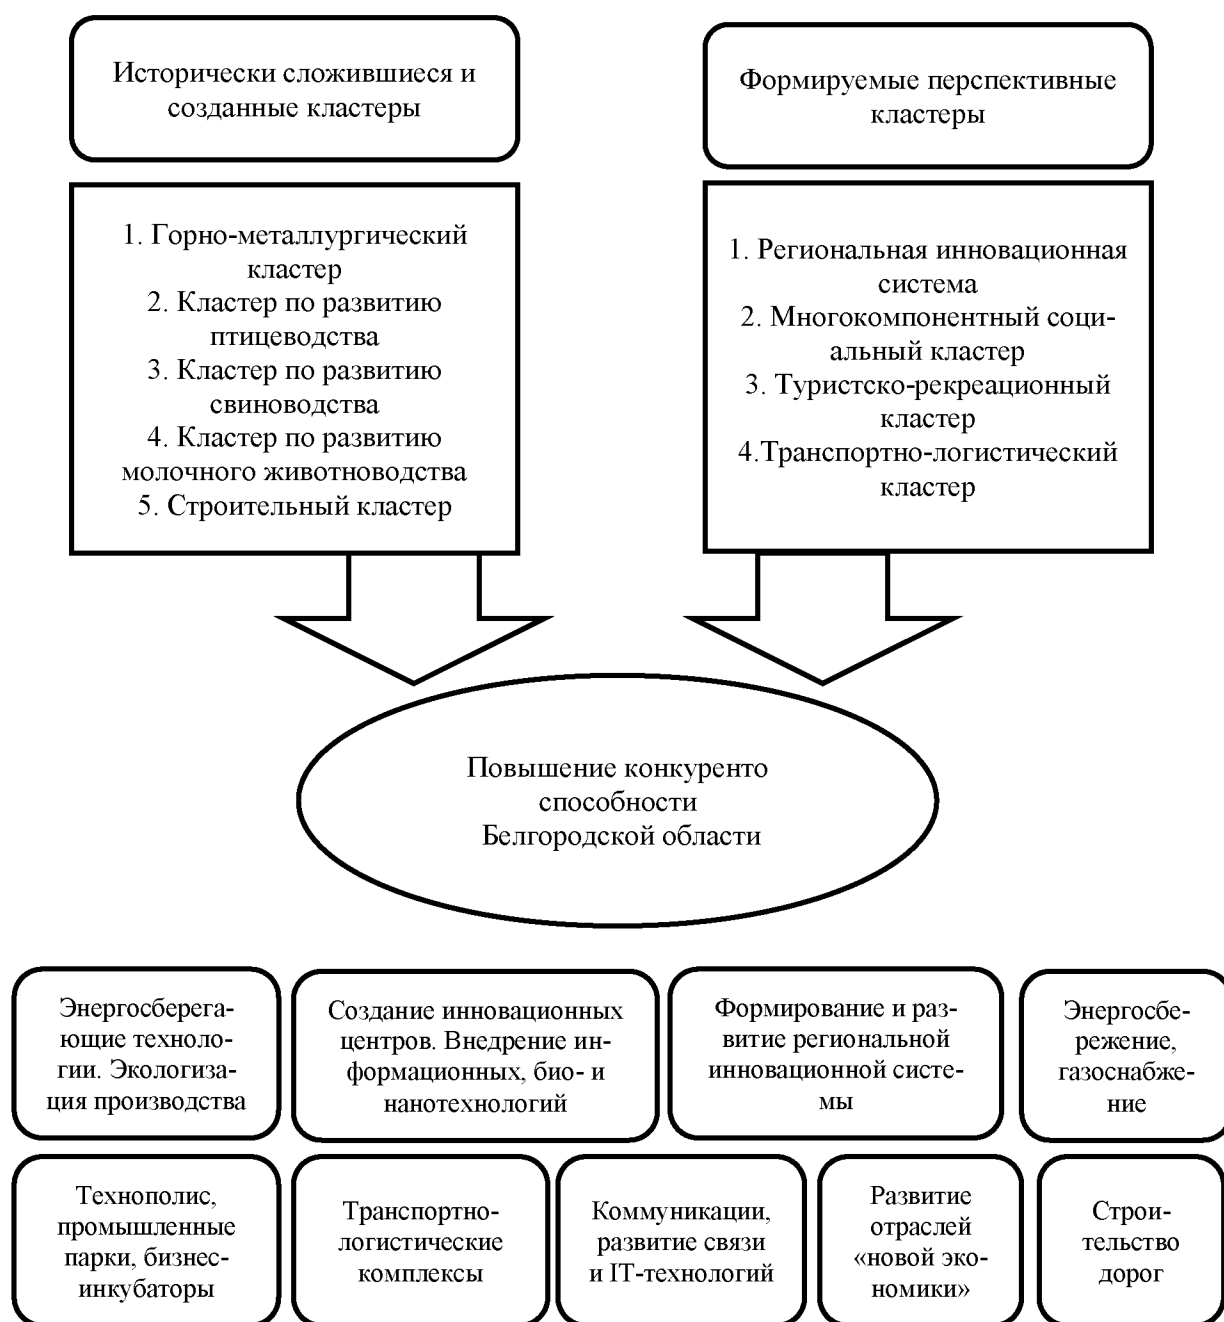 Исторически сложившиеся и
созданные кластеры
Формируемые перспективные
кластеры
1. Горно-металлургический
кластер
2. Кластер по развитию
птицеводства
3. Кластер по развитию
свиноводства
4. Кластер по развитию
молочного животноводства
5. Строительный кластер
1. Региональная инновационная
система
2. Многокомпонентный соци-
альный кластер
3. Туристско-рекреационный
кластер
4.Транспортно-логистический
кластер
Повышение конкуренто
способности
Белгородской области
Энергосберега-
ющие техноло-
гии. Экологиза-
ция производства
Создание инновационных
центров. Внедрение ин-
формационных, био- и
нанотехнологий
Формирование и раз-
витие региональной
инновационной систе-
мы
Энергосбе-
режение,
газоснабже-
ние
Технополис,
промышленные
парки, бизнес-
инкубаторы
Транспортно-
логистические
комплексы
Коммуникации,
развитие связи
и IT-технологий
Развитие
отраслей
«новой эко-
номики»
Строи-
тельство
дорог